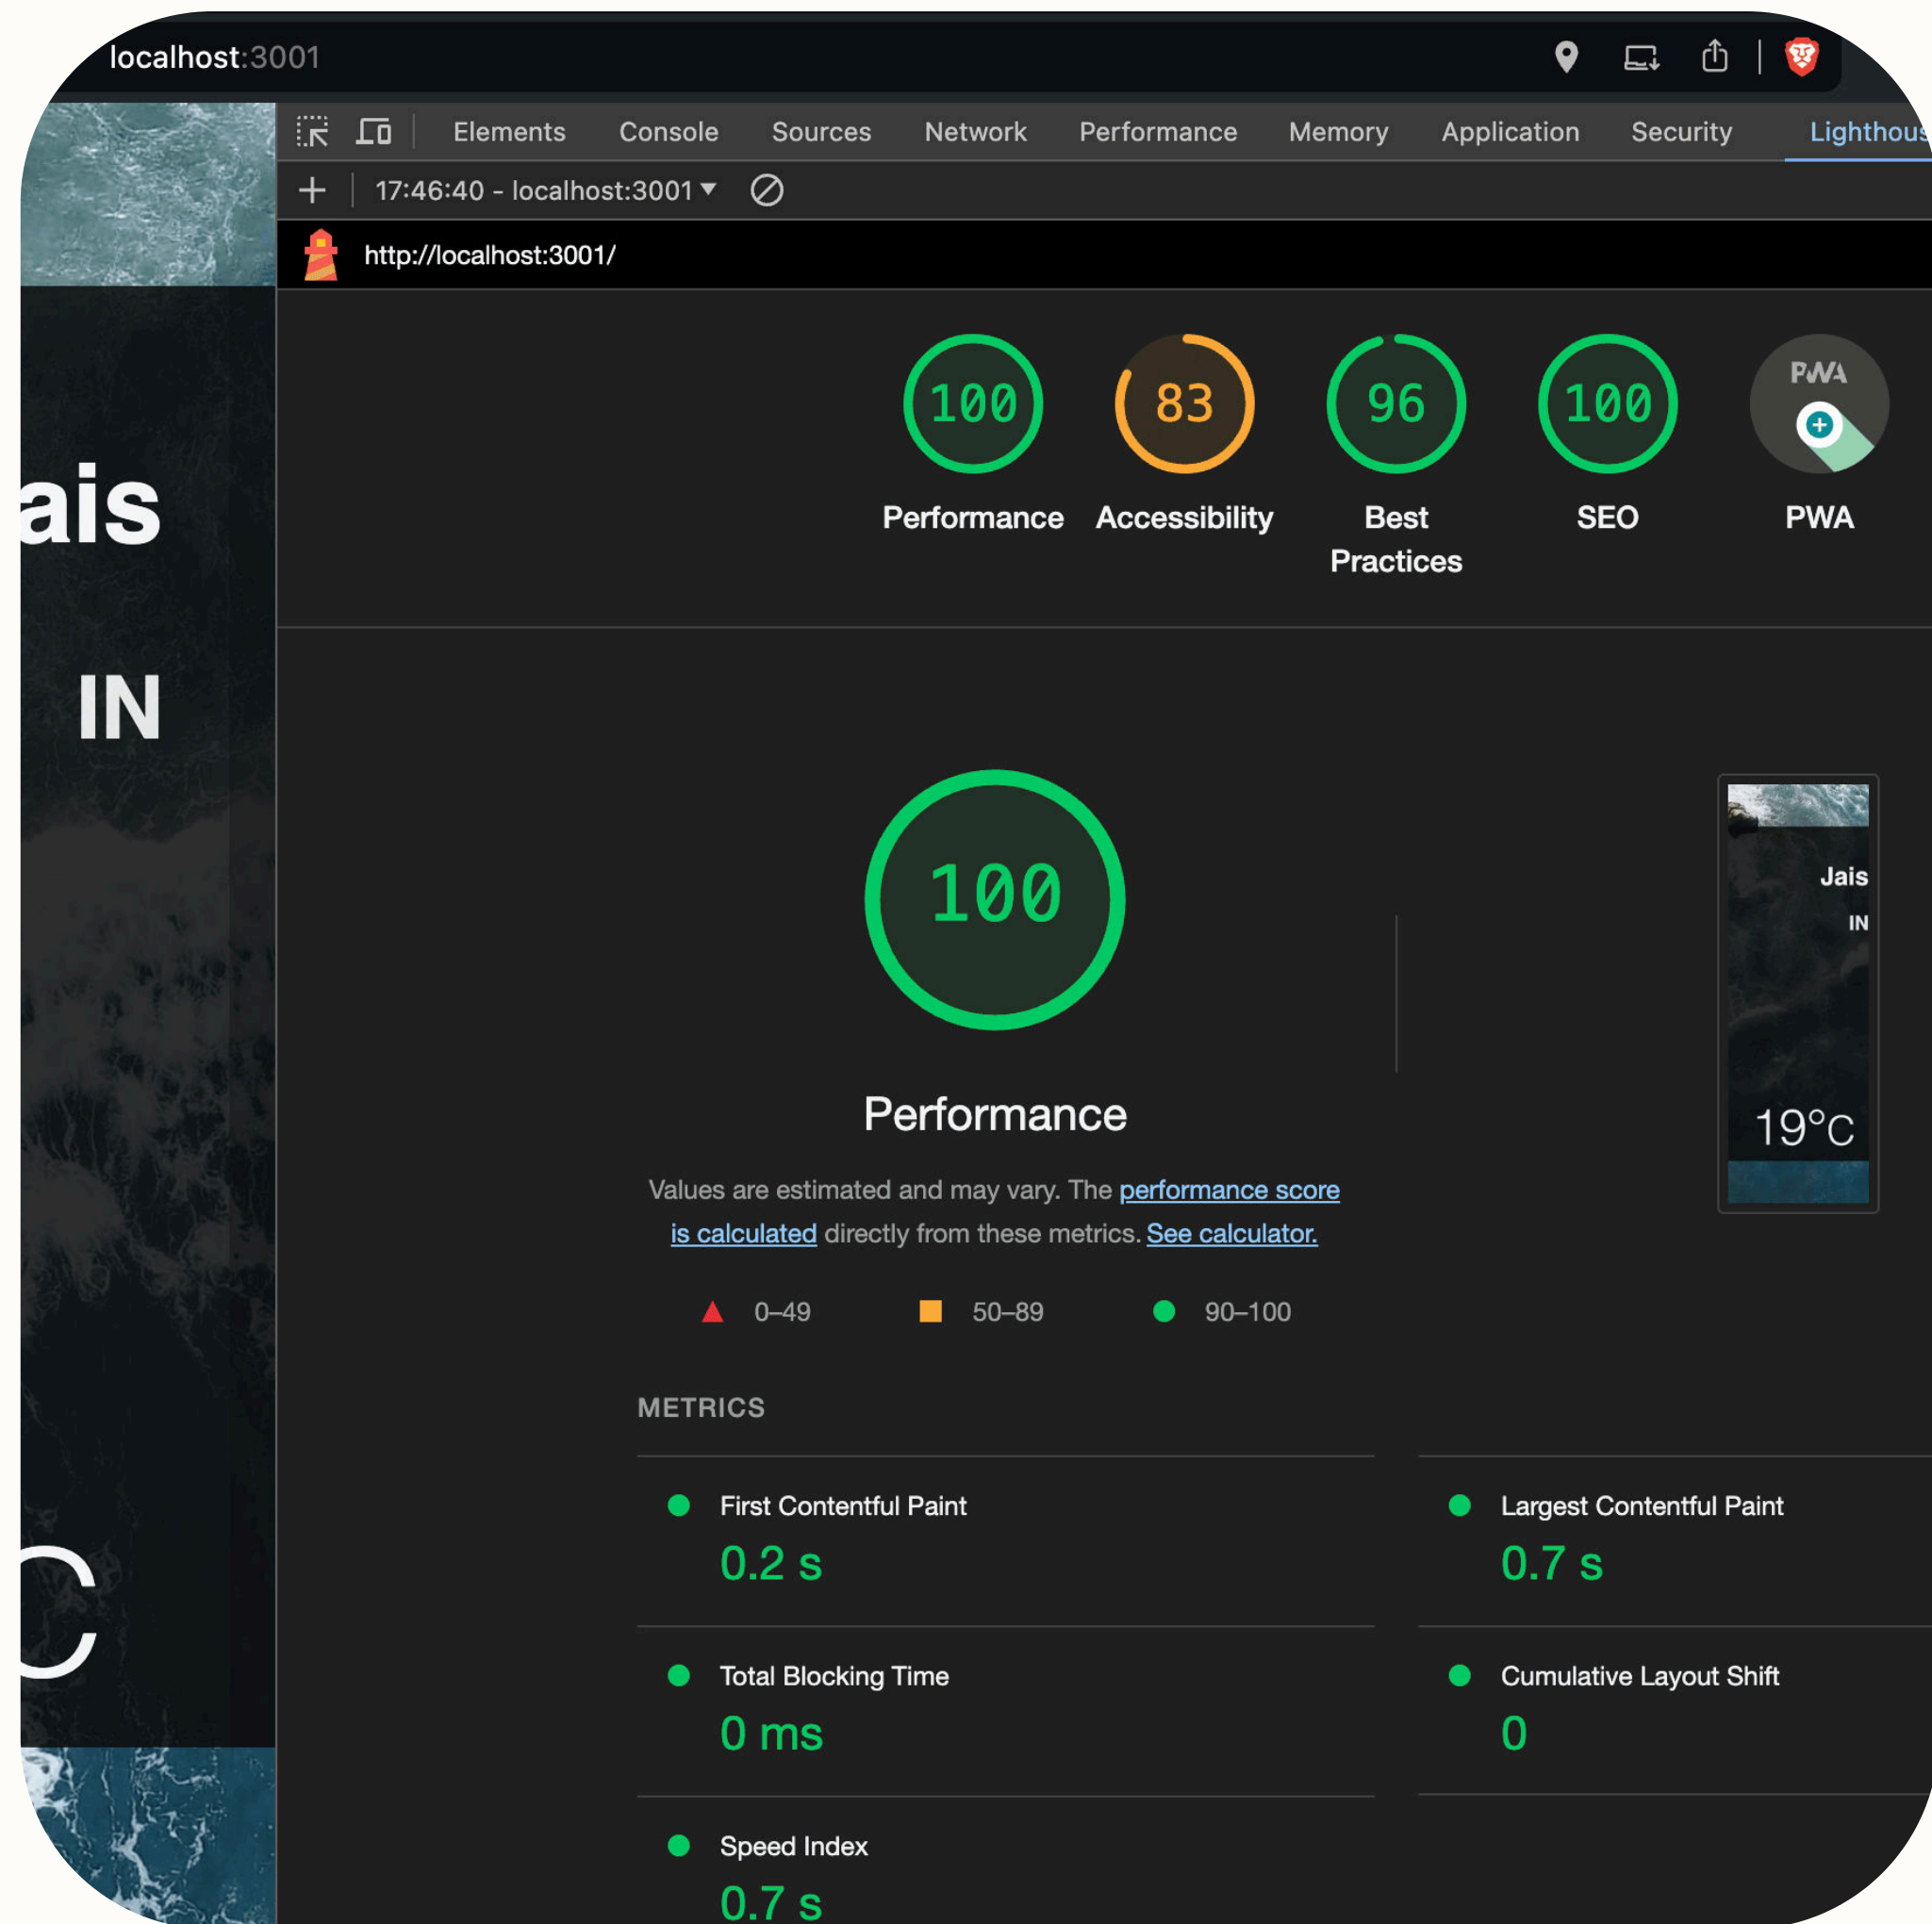 localhost:3001
Elements Console Sources Network Performance Memory Application Security Lighthous
17:46:40 - localhost:3001
http://localhost:3001/
100 83 96 100 PWA
Performance Accessibility Best Practices SEO PWA
ais
IN
100
Performance
Values are estimated and may vary. The performance score
is calculated directly from these metrics. See calculator.
0–49 50–89 90–100
Jais
IN
19°C
METRICS
First Contentful Paint
0.2 s
Largest Contentful Paint
0.7 s
C
Total Blocking Time
0 ms
Cumulative Layout Shift
0
Speed Index
0.7 s